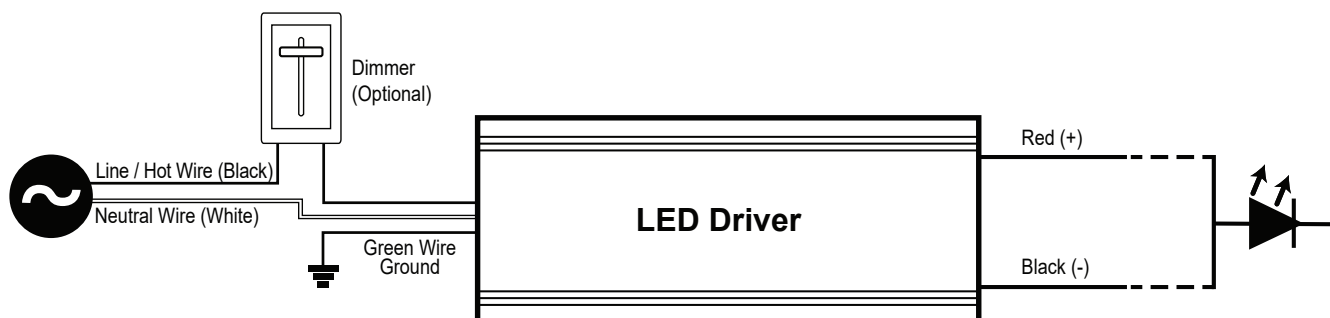 Dimmer
(Optional)
Line / Hot Wire (Black)
Neutral Wire (White)
Green Wire
Ground
LED Driver
Red (+)
Black (-)